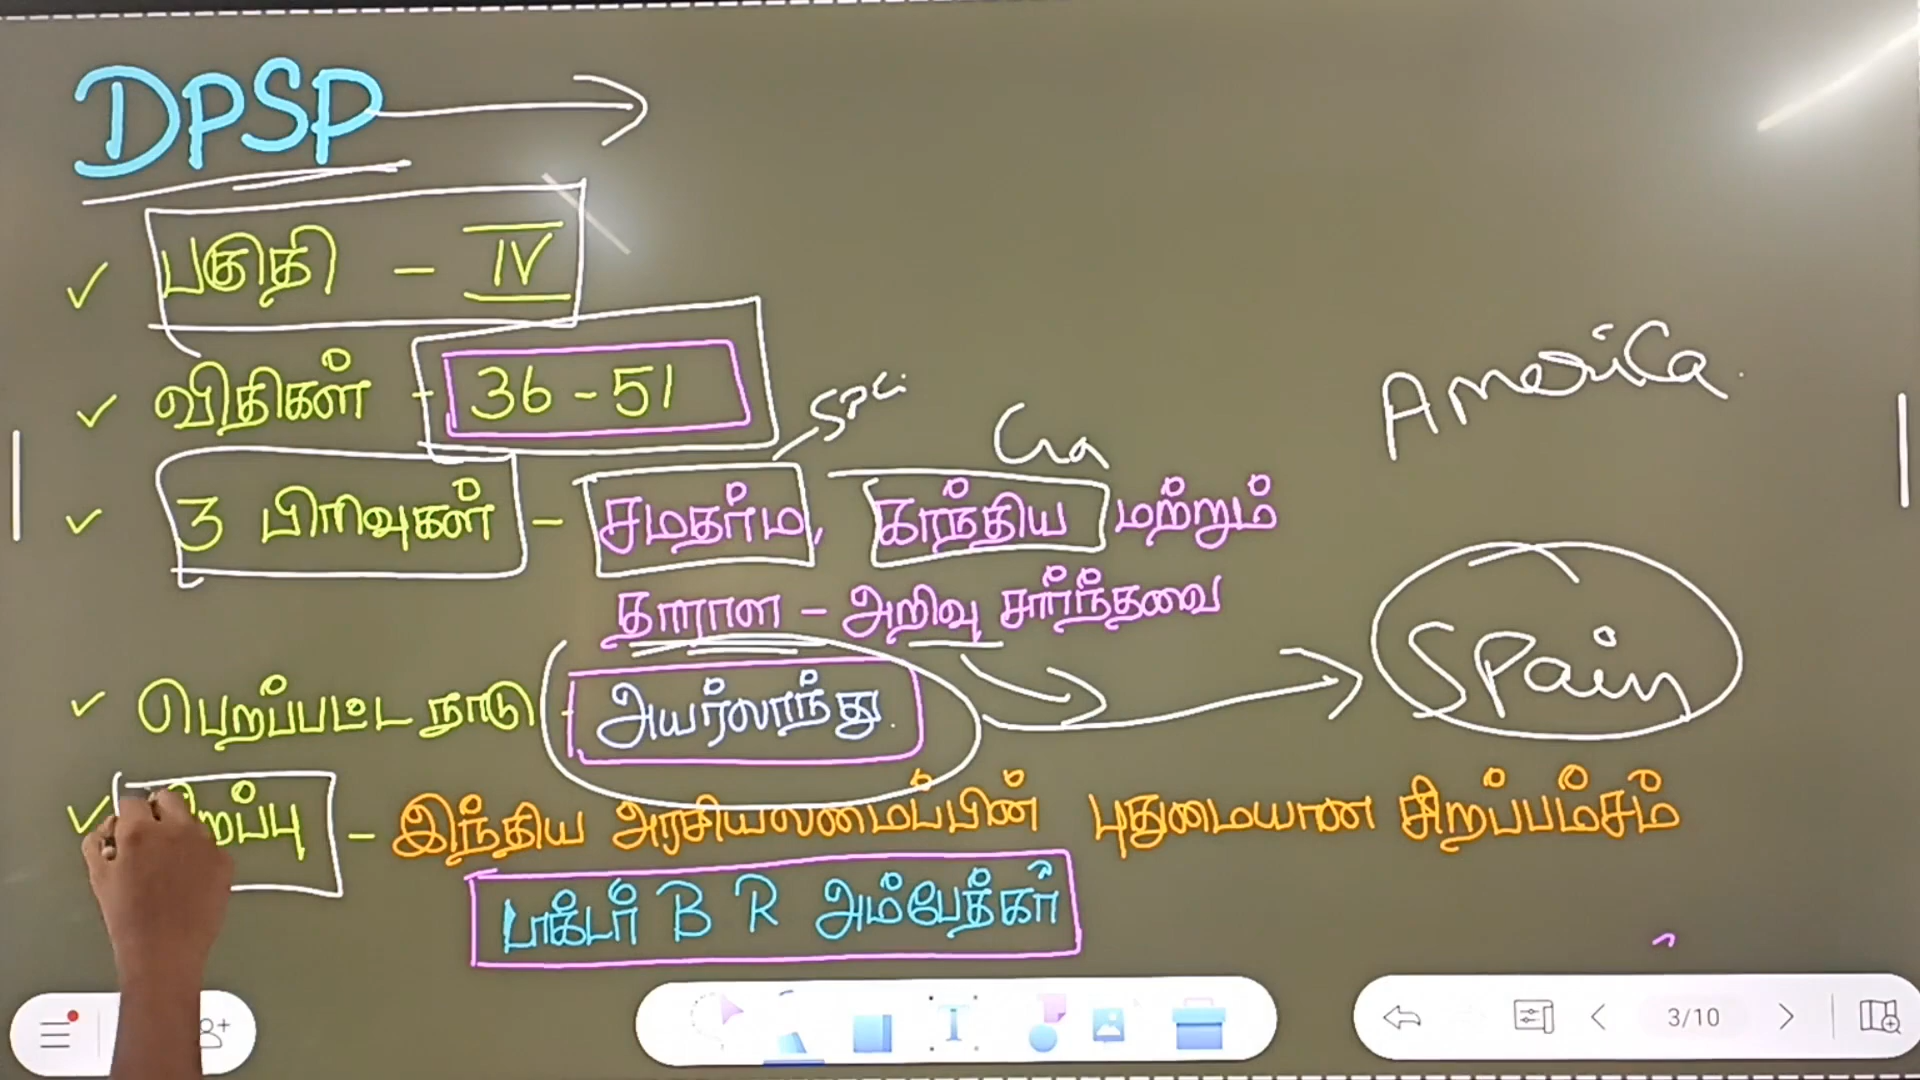 DPSP
பகுதி - IV
விதிகள் - 36-51
America
3 பிரிவுகள் - சமதர்ம, காந்திய மற்றும்
தாராள - அறிவு சார்ந்தவை
Spain
பெறப்பட்ட நாடு - அயர்லாந்து.
- இந்திய அரசியலமைப்பின் புதுமையான சிறப்பம்சம்
டாக்டர் B R அம்பேத்கர்
3/10